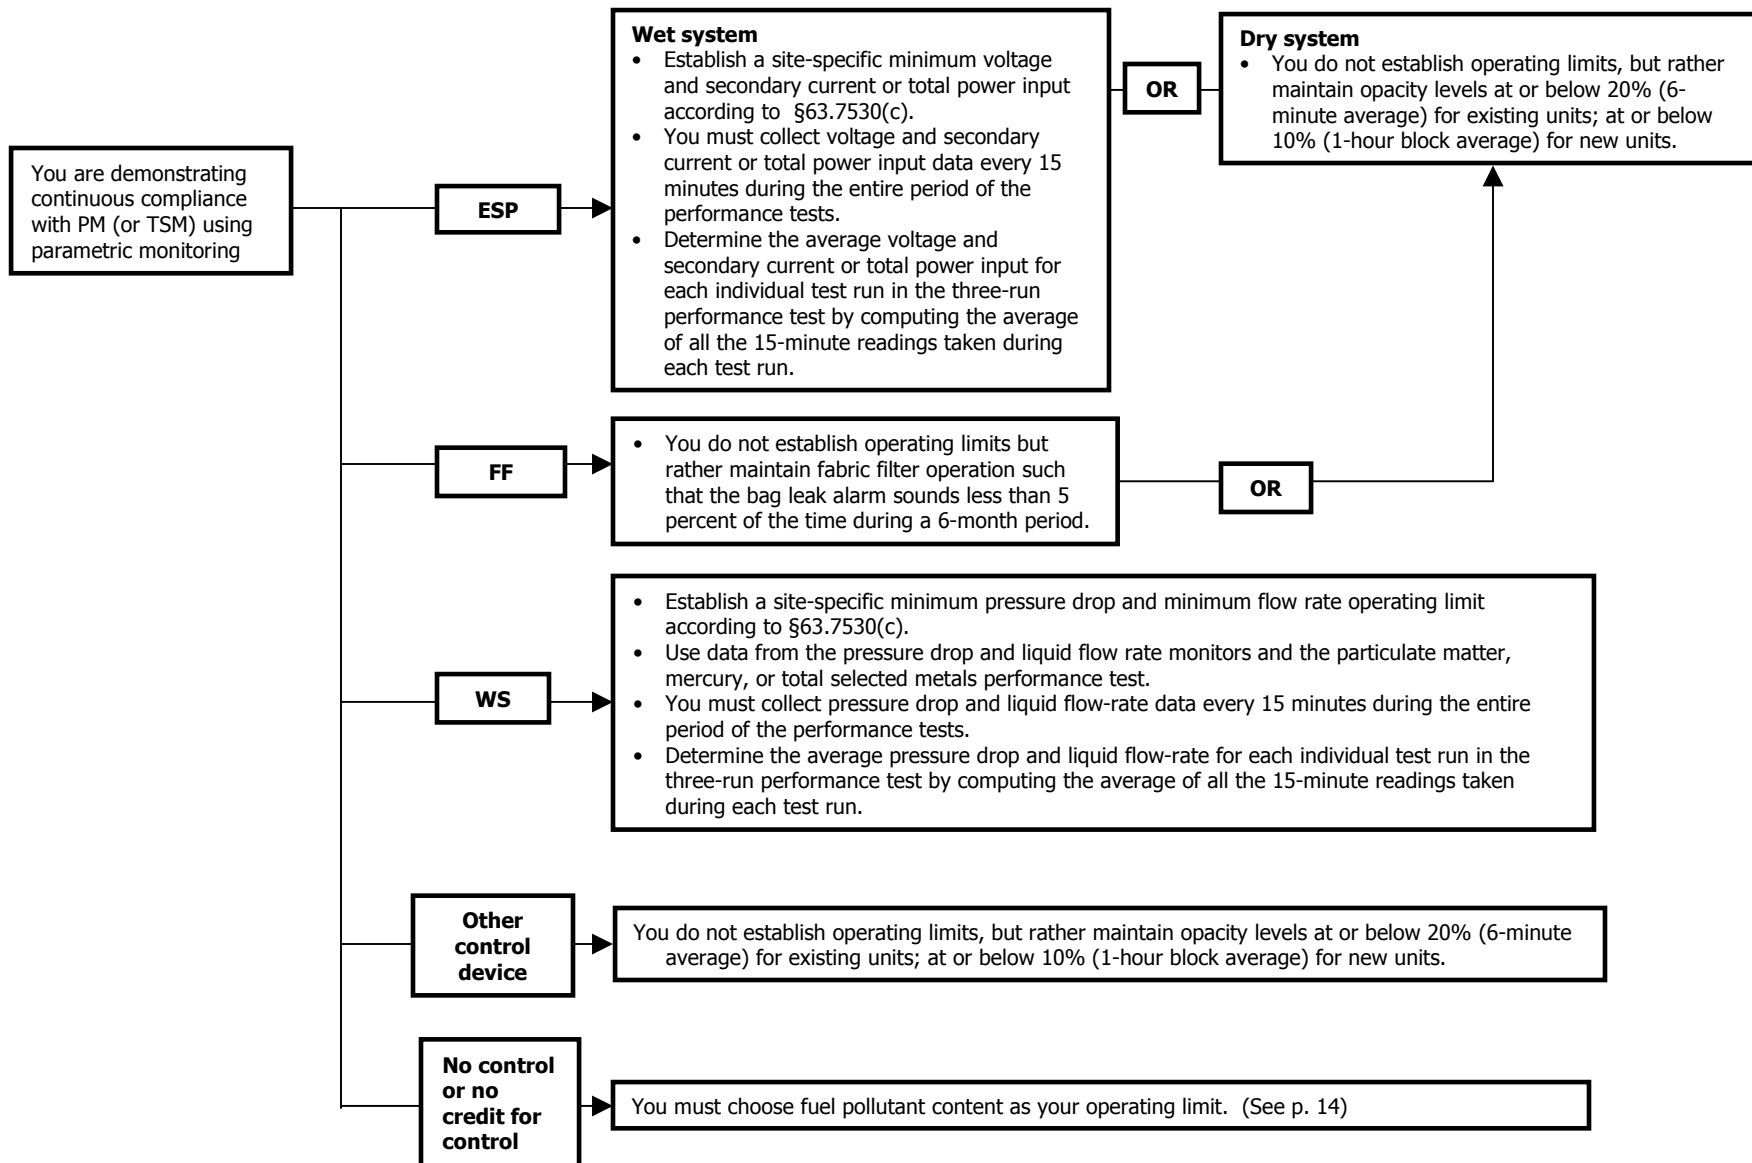 You are demonstrating
continuous compliance
with PM (or TSM) using
parametric monitoring
ESP
Wet system
• Establish a site-specific minimum voltage
and secondary current or total power input
according to §63.7530(c).
• You must collect voltage and secondary
current or total power input data every 15
minutes during the entire period of the
performance tests.
• Determine the average voltage and
secondary current or total power input for
each individual test run in the three-run
performance test by computing the average
of all the 15-minute readings taken during
each test run.
OR
Dry system
• You do not establish operating limits, but rather
maintain opacity levels at or below 20% (6-
minute average) for existing units; at or below
10% (1-hour block average) for new units.
FF
• You do not establish operating limits but
rather maintain fabric filter operation such
that the bag leak alarm sounds less than 5
percent of the time during a 6-month period.
OR
WS
• Establish a site-specific minimum pressure drop and minimum flow rate operating limit
according to §63.7530(c).
• Use data from the pressure drop and liquid flow rate monitors and the particulate matter,
mercury, or total selected metals performance test.
• You must collect pressure drop and liquid flow-rate data every 15 minutes during the entire
period of the performance tests.
• Determine the average pressure drop and liquid flow-rate for each individual test run in the
three-run performance test by computing the average of all the 15-minute readings taken
during each test run.
Other
control
device
You do not establish operating limits, but rather maintain opacity levels at or below 20% (6-minute
average) for existing units; at or below 10% (1-hour block average) for new units.
No control
or no
credit for
control
You must choose fuel pollutant content as your operating limit. (See p. 14)